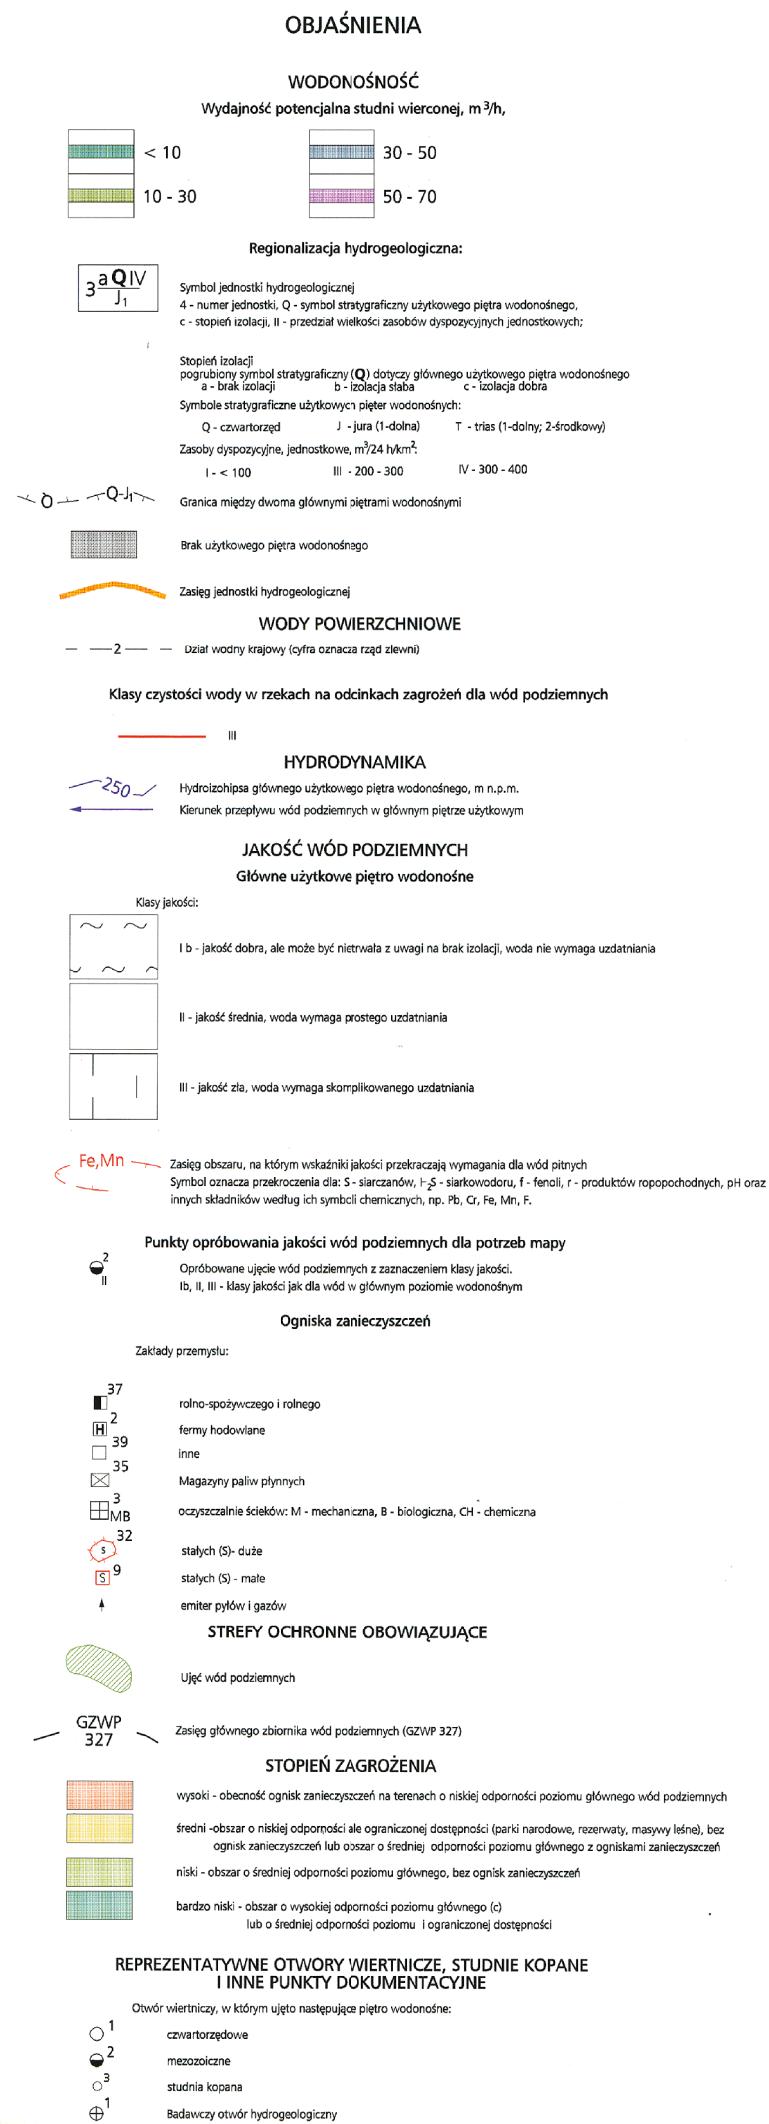 OBJAŚNIENIA
WODONOŚNOŚĆ
Wydajność potencjalna studni wierconej, m³/h,
< 10
30 - 50
10 - 30
50 - 70
Regionalizacja hydrogeologiczna:
3 a Q IV / J₁
Symbol jednostki hydrogeologicznej
4 - numer jednostki, Q - symbol stratygraficzny użytkowego piętra wodonośnego,
c - stopień izolacji, II - przedział wielkości zasobów dyspozycyjnych jednostkowych;
Stopień izolacji
pogrubiony symbol stratygraficzny (Q) dotyczy głównego użytkowego piętra wodonośnego
a - brak izolacji b - izolacja słaba c - izolacja dobra
Symbole stratygraficzne użytkowych pięter wodonośnych:
Q - czwartorzęd J - jura (1-dolna) T - trias (1-dolny; 2-środkowy)
Zasoby dyspozycyjne, jednostkowe, m³/24 h/km²:
I - < 100 III - 200 - 300 IV - 300 - 400
Q Q-J₁ Granica między dwoma głównymi piętrami wodonośnymi
Brak użytkowego piętra wodonośnego
Zasięg jednostki hydrogeologicznej
WODY POWIERZCHNIOWE
2 Dział wodny krajowy (cyfra oznacza rząd zlewni)
Klasy czystości wody w rzekach na odcinkach zagrożeń dla wód podziemnych
III
HYDRODYNAMIKA
250 Hydroizohipsa głównego użytkowego piętra wodonośnego, m n.p.m.
Kierunek przepływu wód podziemnych w głównym piętrze użytkowym
JAKOŚĆ WÓD PODZIEMNYCH
Główne użytkowe piętro wodonośne
Klasy jakości:
I b - jakość dobra, ale może być nietrwała z uwagi na brak izolacji, woda nie wymaga uzdatniania
II - jakość średnia, woda wymaga prostego uzdatniania
III - jakość zła, woda wymaga skomplikowanego uzdatniania
Fe,Mn Zasięg obszaru, na którym wskaźniki jakości przekraczają wymagania dla wód pitnych
Symbol oznacza przekroczenia dla: S - siarczanów, H₂S - siarkowodoru, f - fenoli, r - produktów ropopochodnych, pH oraz
innych składników według ich symboli chemicznych, np. Pb, Cr, Fe, Mn, F.
Punkty opróbowania jakości wód podziemnych dla potrzeb mapy
2
II
Opróbowane ujęcie wód podziemnych z zaznaczeniem klasy jakości.
Ib, II, III - klasy jakości jak dla wód w głównym poziomie wodonośnym
Ogniska zanieczyszczeń
Zakłady przemysłu:
37 rolno-spożywczego i rolnego
H 2 fermy hodowlane
39 inne
35 Magazyny paliw płynnych
3 MB oczyszczalnie ścieków: M - mechaniczna, B - biologiczna, CH - chemiczna
s 32 stałych (S)- duże
S 9 stałych (S) - małe
emiter pyłów i gazów
STREFY OCHRONNE OBOWIĄZUJĄCE
Ujęć wód podziemnych
GZWP
327
Zasięg głównego zbiornika wód podziemnych (GZWP 327)
STOPIEŃ ZAGROŻENIA
wysoki - obecność ognisk zanieczyszczeń na terenach o niskiej odporności poziomu głównego wód podziemnych
średni -obszar o niskiej odporności ale ograniczonej dostępności (parki narodowe, rezerwaty, masywy leśne), bez
ognisk zanieczyszczeń lub obszar o średniej odporności poziomu głównego z ogniskami zanieczyszczeń
niski - obszar o średniej odporności poziomu głównego, bez ognisk zanieczyszczeń
bardzo niski - obszar o wysokiej odporności poziomu głównego (c)
lub o średniej odporności poziomu i ograniczonej dostępności
REPREZENTATYWNE OTWORY WIERTNICZE, STUDNIE KOPANE
I INNE PUNKTY DOKUMENTACYJNE
Otwór wiertniczy, w którym ujęto następujące piętro wodonośne:
1 czwartorzędowe
2 mezozoiczne
3 studnia kopana
1 Badawczy otwór hydrogeologiczny